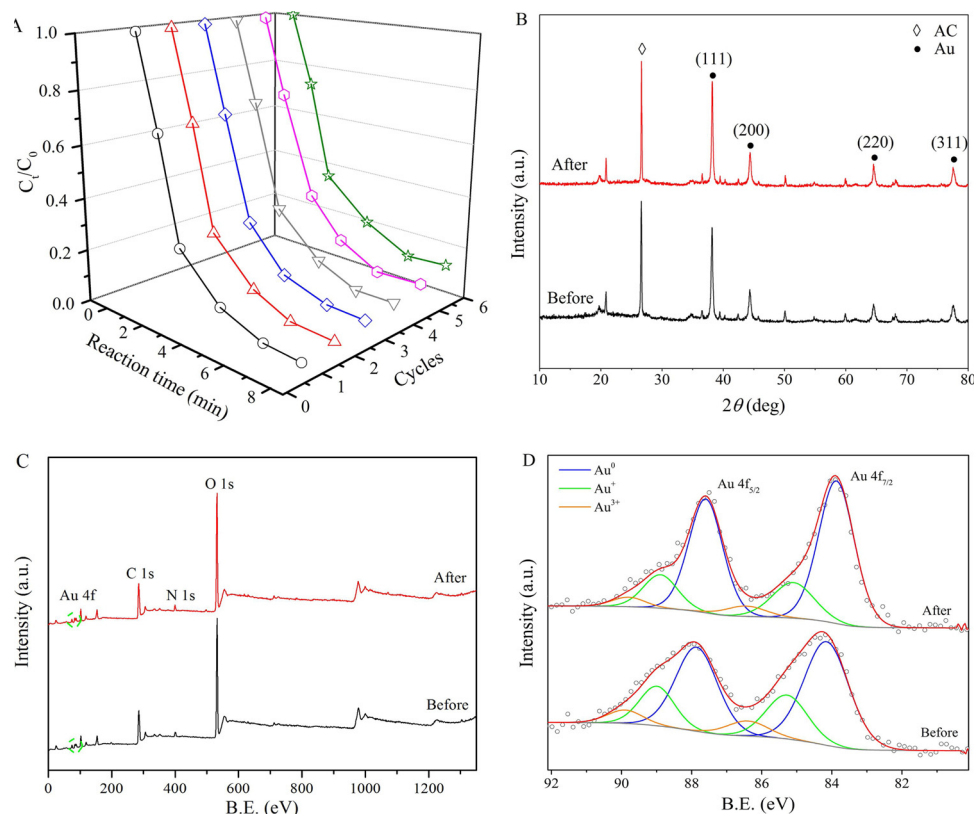 A
1.0
0.8
0.6
0.4
0.2
0.0
C_t/C_0
0
2
4
6
8
Reaction time (min)
0
1
2
3
4
5
6
Cycles
B
◇ AC
● Au
(111)
(200)
(220)
(311)
After
Before
Intensity (a.u.)
10 20 30 40 50 60 70 80
2θ (deg)
C
O 1s
C 1s
N 1s
Au 4f
After
Before
Intensity (a.u.)
0 200 400 600 800 1000 1200
B.E. (eV)
D
Au⁰
Au⁺
Au³⁺
Au 4f5/2
Au 4f7/2
After
Before
Intensity (a.u.)
92 90 88 86 84 82
B.E. (eV)